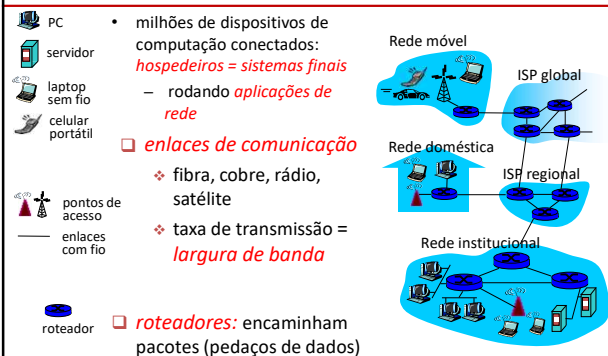 PC
servidor
laptop
sem fio
celular
portátil
pontos de
acesso
enlaces
com fio
roteador
• milhões de dispositivos de
computação conectados:
hospedeiros = sistemas finais
– rodando aplicações de
rede
❑ enlaces de comunicação
❖ fibra, cobre, rádio,
satélite
❖ taxa de transmissão =
largura de banda
❑ roteadores: encaminham
pacotes (pedaços de dados)
Rede móvel
ISP global
Rede doméstica
ISP regional
Rede institucional